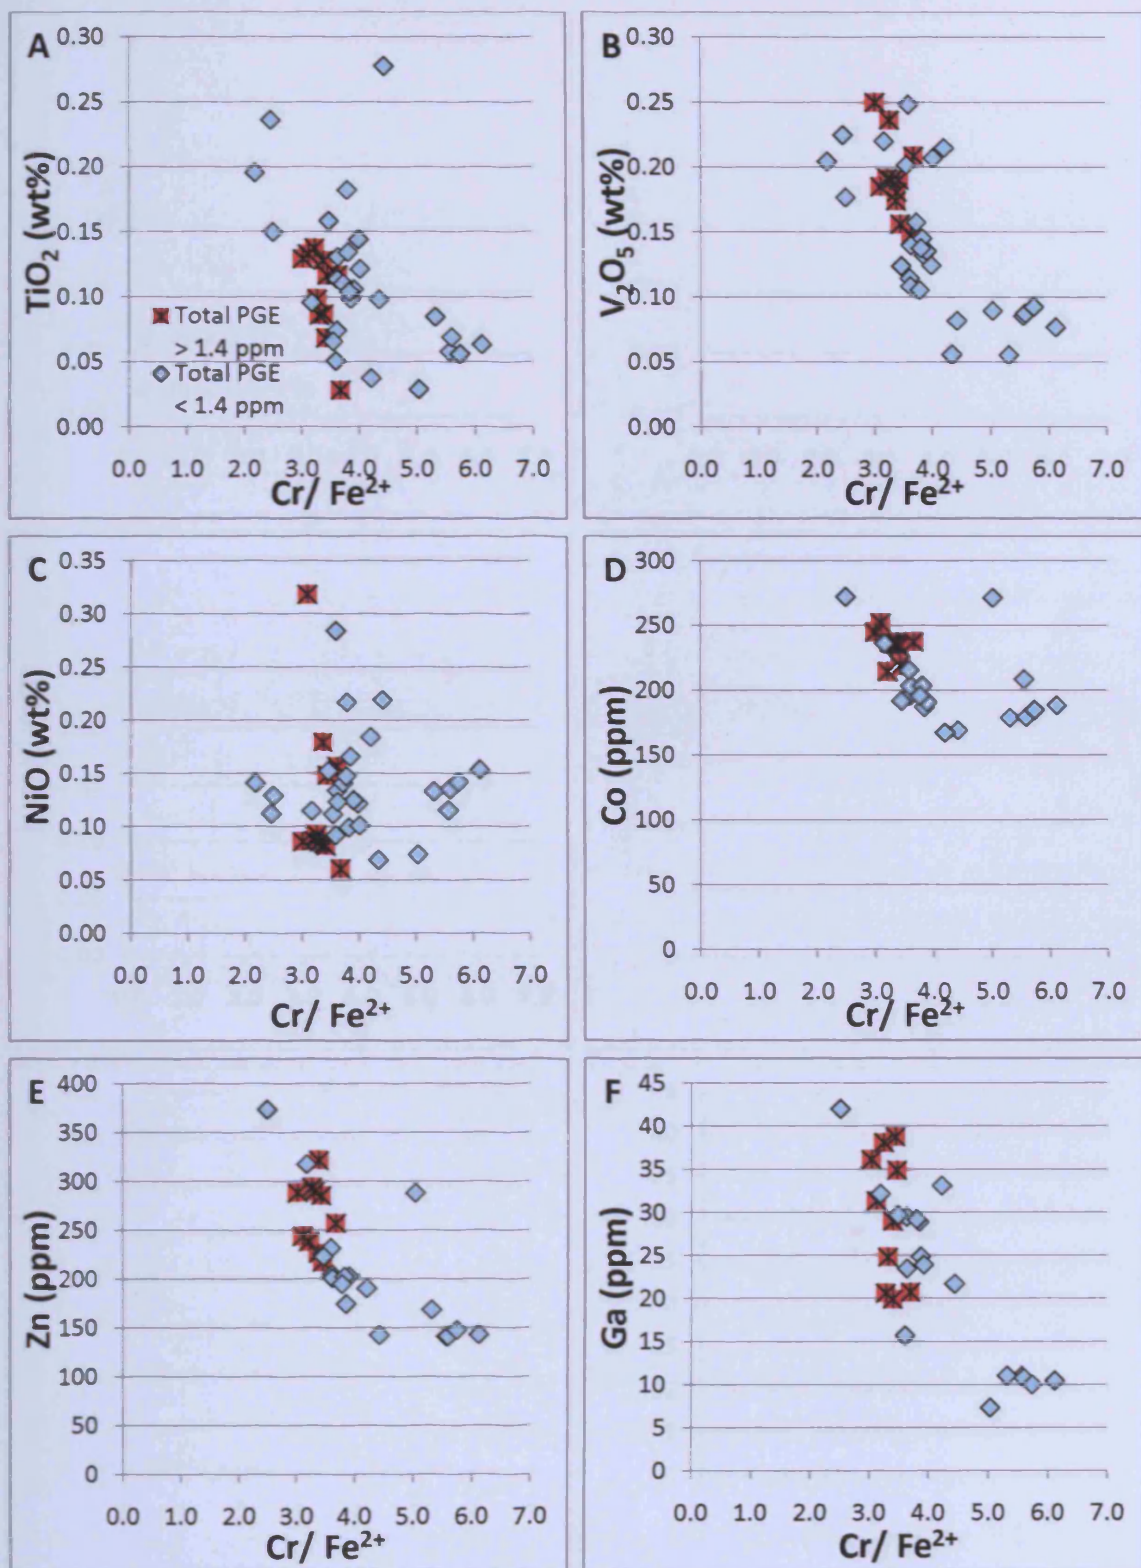 A
0.30
0.25
0.20
0.15
0.10
0.05
0.00
TiO₂ (wt%)
Total PGE
> 1.4 ppm
Total PGE
< 1.4 ppm
0.0 1.0 2.0 3.0 4.0 5.0 6.0 7.0
Cr/ Fe²⁺
B
0.30
0.25
0.20
0.15
0.10
0.05
0.00
V₂O₅ (wt%)
0.0 1.0 2.0 3.0 4.0 5.0 6.0 7.0
Cr/ Fe²⁺
C
0.35
0.30
0.25
0.20
0.15
0.10
0.05
0.00
NiO (wt%)
0.0 1.0 2.0 3.0 4.0 5.0 6.0 7.0
Cr/ Fe²⁺
D
300
250
200
150
100
50
0
Co (ppm)
0.0 1.0 2.0 3.0 4.0 5.0 6.0 7.0
Cr/ Fe²⁺
E
400
350
300
250
200
150
100
50
0
Zn (ppm)
0.0 1.0 2.0 3.0 4.0 5.0 6.0 7.0
Cr/ Fe²⁺
F
45
40
35
30
25
20
15
10
5
0
Ga (ppm)
0.0 1.0 2.0 3.0 4.0 5.0 6.0 7.0
Cr/ Fe²⁺